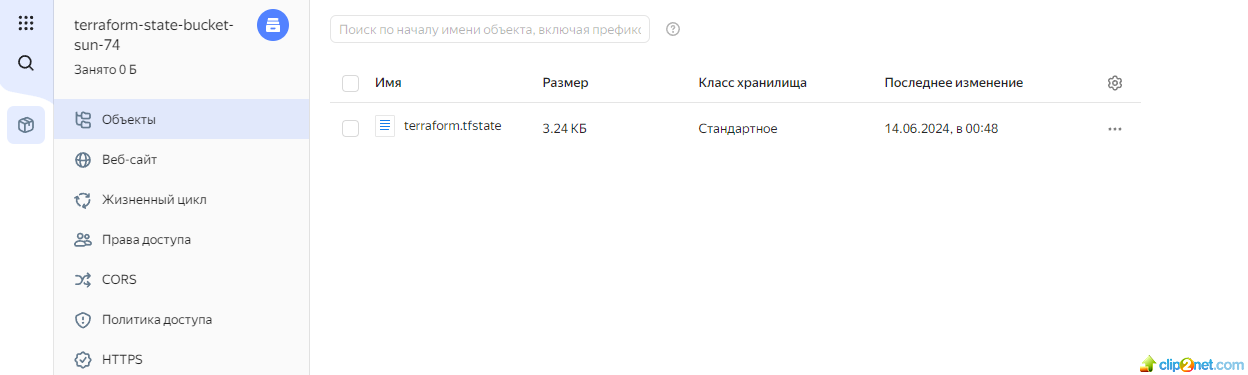 terraform-state-bucket-
sun-74
Занято 0 Б
Объекты
Веб-сайт
Жизненный цикл
Права доступа
CORS
Политика доступа
HTTPS
Поиск по началу имени объекта, включая префикс
Имя Размер Класс хранилища Последнее изменение
terraform.tfstate 3.24 КБ Стандартное 14.06.2024, в 00:48
clip2net.com